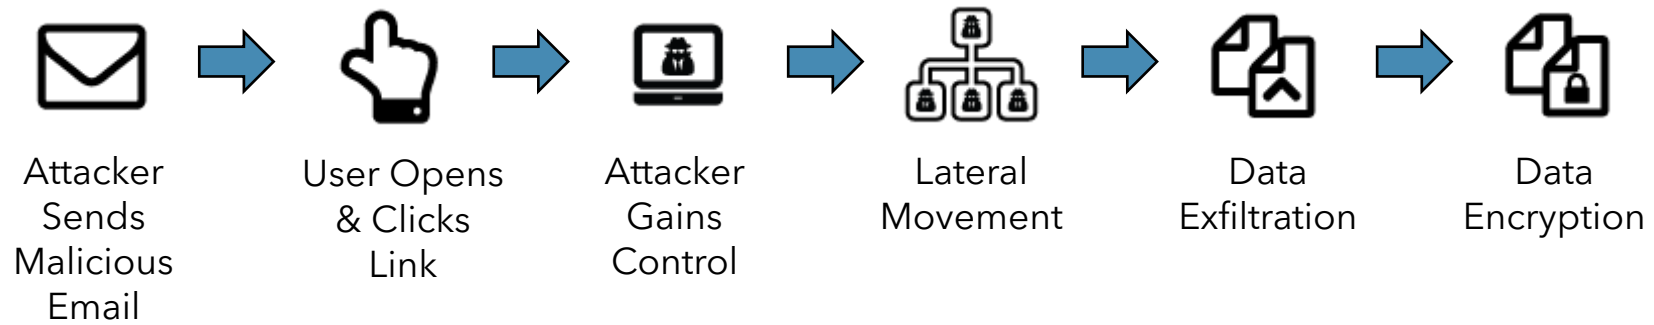 Attacker
Sends
Malicious
Email
User Opens
& Clicks
Link
Attacker
Gains
Control
Lateral
Movement
Data
Exfiltration
Data
Encryption